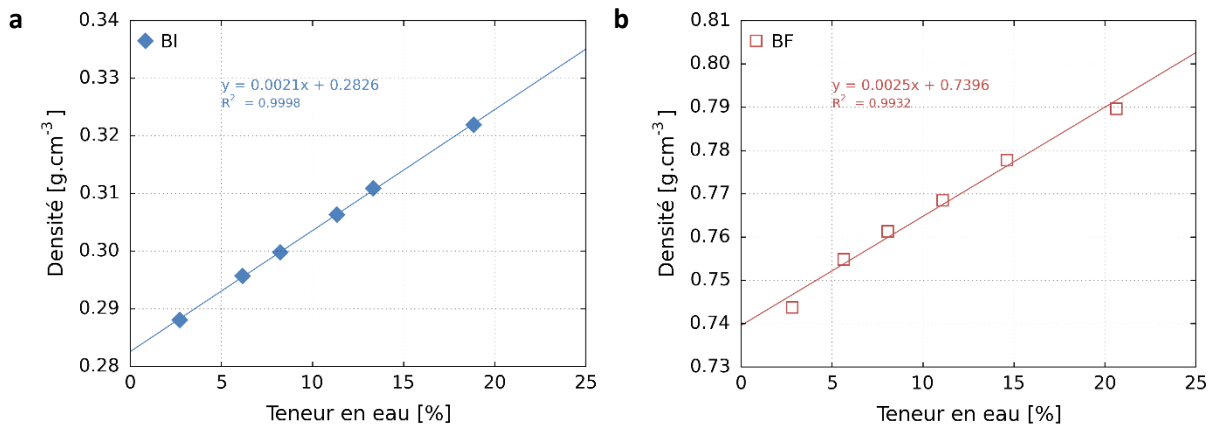 a
BI
y = 0.0021x + 0.2826
R² = 0.9998
Densité [g.cm⁻³]
0.34
0.33
0.32
0.31
0.30
0.29
0.28
0
5
10
15
20
25
Teneur en eau [%]
b
BF
y = 0.0025x + 0.7396
R² = 0.9932
Densité [g.cm⁻³]
0.81
0.80
0.79
0.78
0.77
0.76
0.75
0.74
0.73
0
5
10
15
20
25
Teneur en eau [%]